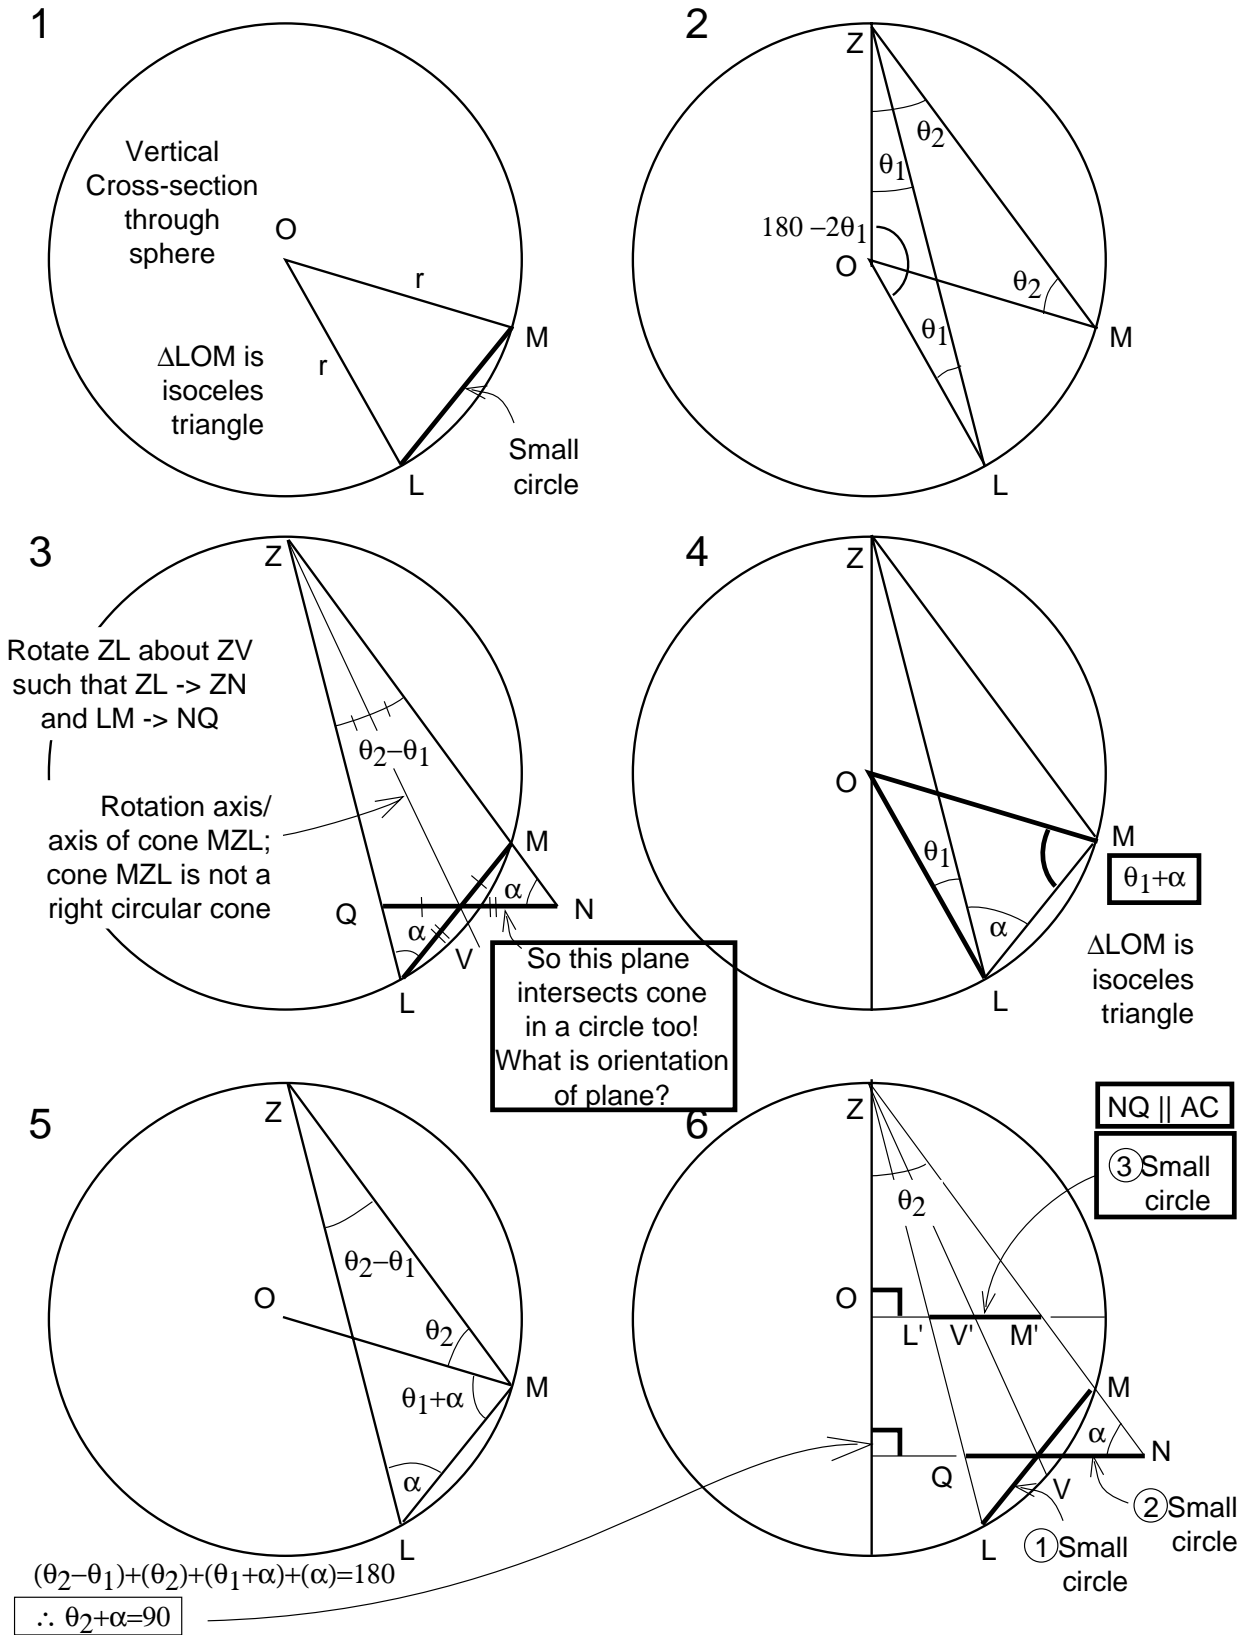 1
Vertical
Cross-section
through
sphere
O
r
r
M
ΔLOM is
isoceles
triangle
Small
circle
L
2
Z
θ2
θ1
180 −2θ1
O
θ2
θ1
M
L
3
Z
Rotate ZL about ZV
such that ZL -> ZN
and LM -> NQ
θ2−θ1
Rotation axis/
axis of cone MZL;
cone MZL is not a
right circular cone
M
α
Q
N
α
V
L
So this plane
intersects cone
in a circle too!
What is orientation
of plane?
4
Z
O
θ1
M
θ1+α
α
ΔLOM is
isoceles
triangle
L
5
Z
θ2−θ1
O
θ2
M
θ1+α
α
L
(θ2−θ1)+(θ2)+(θ1+α)+(α)=180
∴ θ2+α=90
6
Z
NQ || AC
3 Small
circle
θ2
O
L' V' M'
M
α
N
Q
V
2 Small
circle
L
1 Small
circle